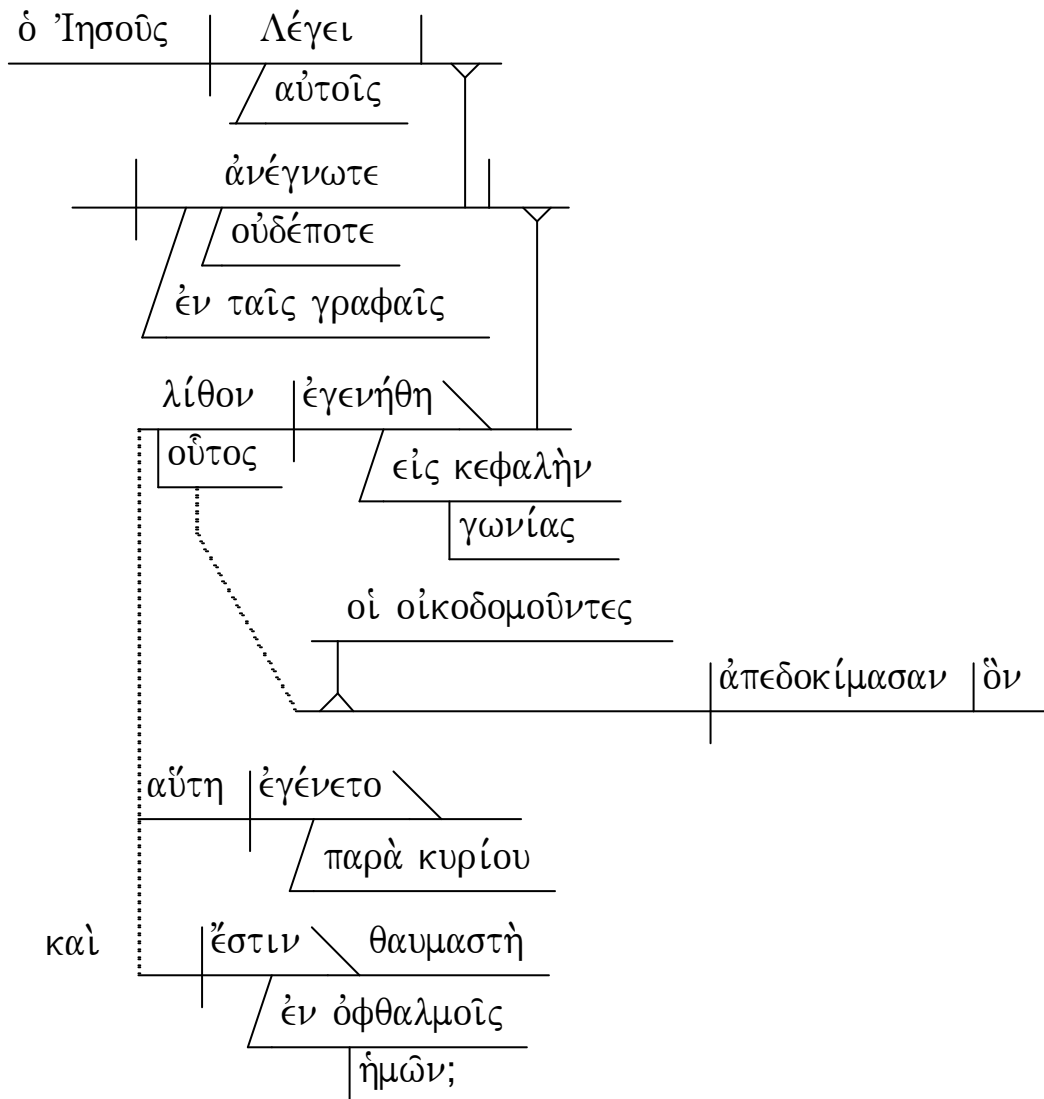 ὁ Ἰησοῦς Λέγει
αὐτοῖς
ἀνέγνωτε
οὐδέποτε
ἐν ταῖς γραφαῖς
λίθον ἐγενήθη
οὗτος
εἰς κεφαλὴν
γωνίας
οἱ οἰκοδομοῦντες
ἀπεδοκίμασαν ὃν
αὕτη ἐγένετο
παρὰ κυρίου
καὶ ἔστιν θαυμαστὴ
ἐν ὀφθαλμοῖς
ἡμῶν;